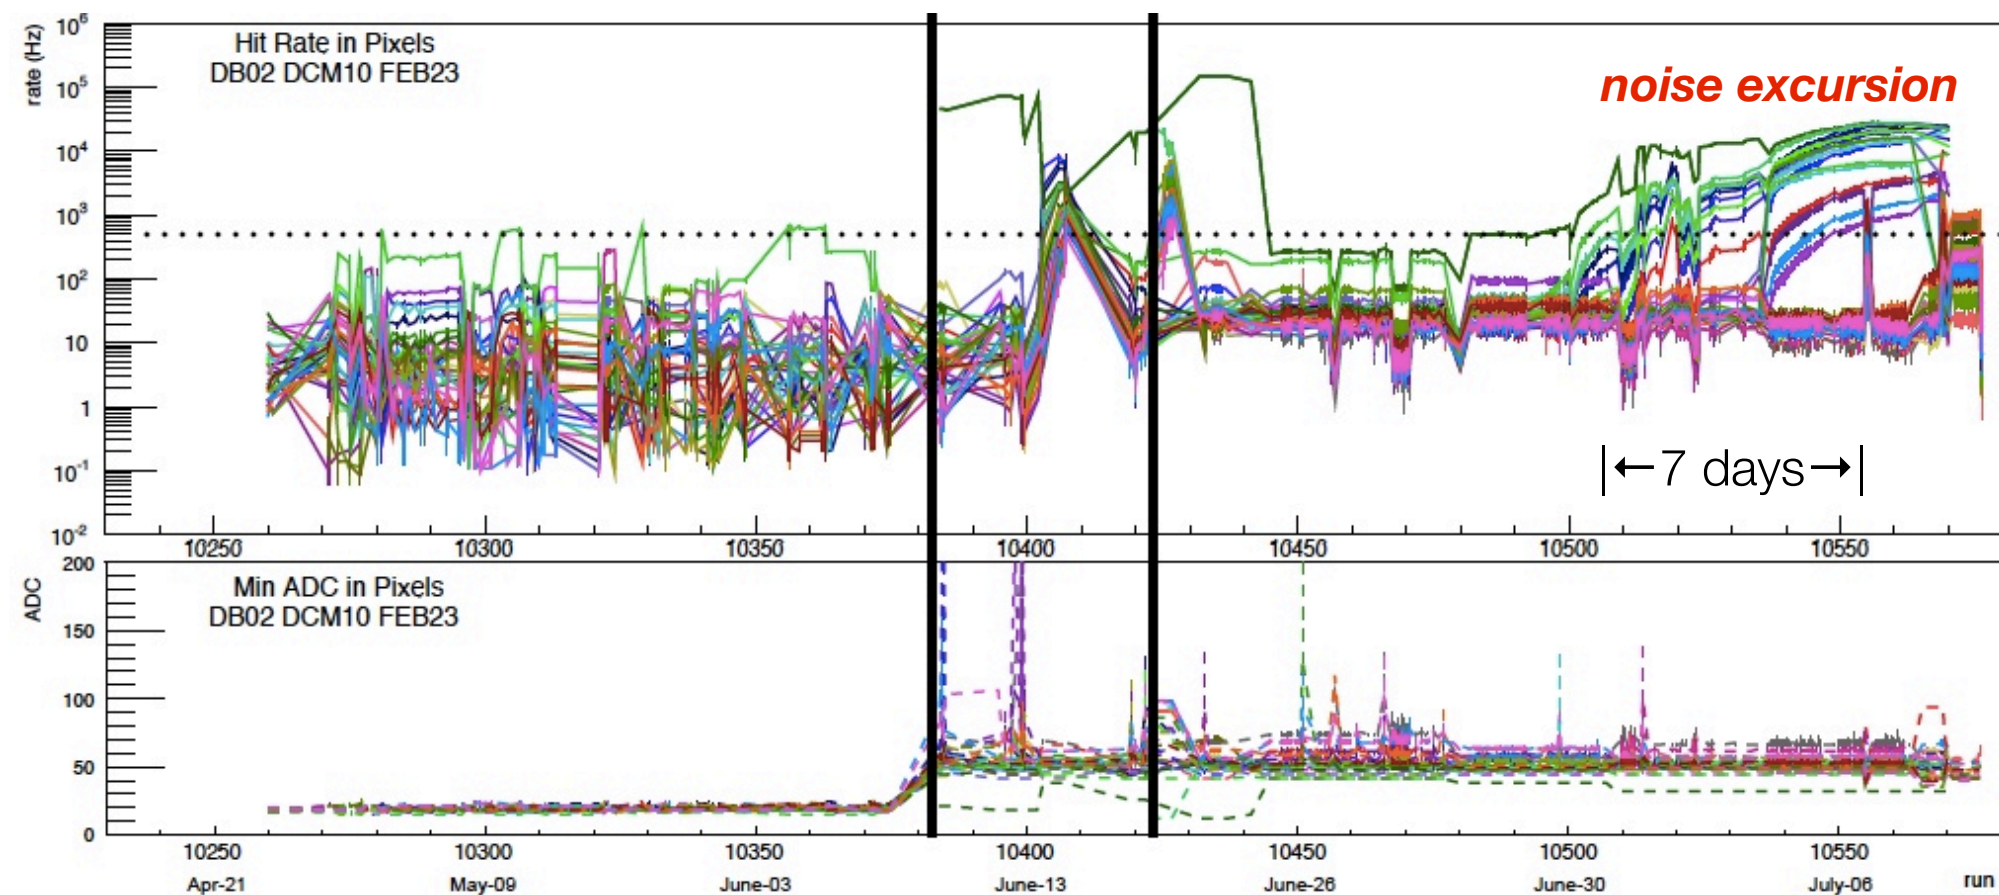 Hit Rate in Pixels
DB02 DCM10 FEB23
noise excursion
rate (Hz)
10⁶
10⁵
10⁴
10³
10²
10
1
10⁻¹
10⁻²
|←7 days→|
10250 10300 10350 10400 10450 10500 10550
Min ADC in Pixels
DB02 DCM10 FEB23
ADC
200
150
100
50
0
10250 10300 10350 10400 10450 10500 10550
Apr-21 May-09 June-03 June-13 June-26 June-30 July-06 run